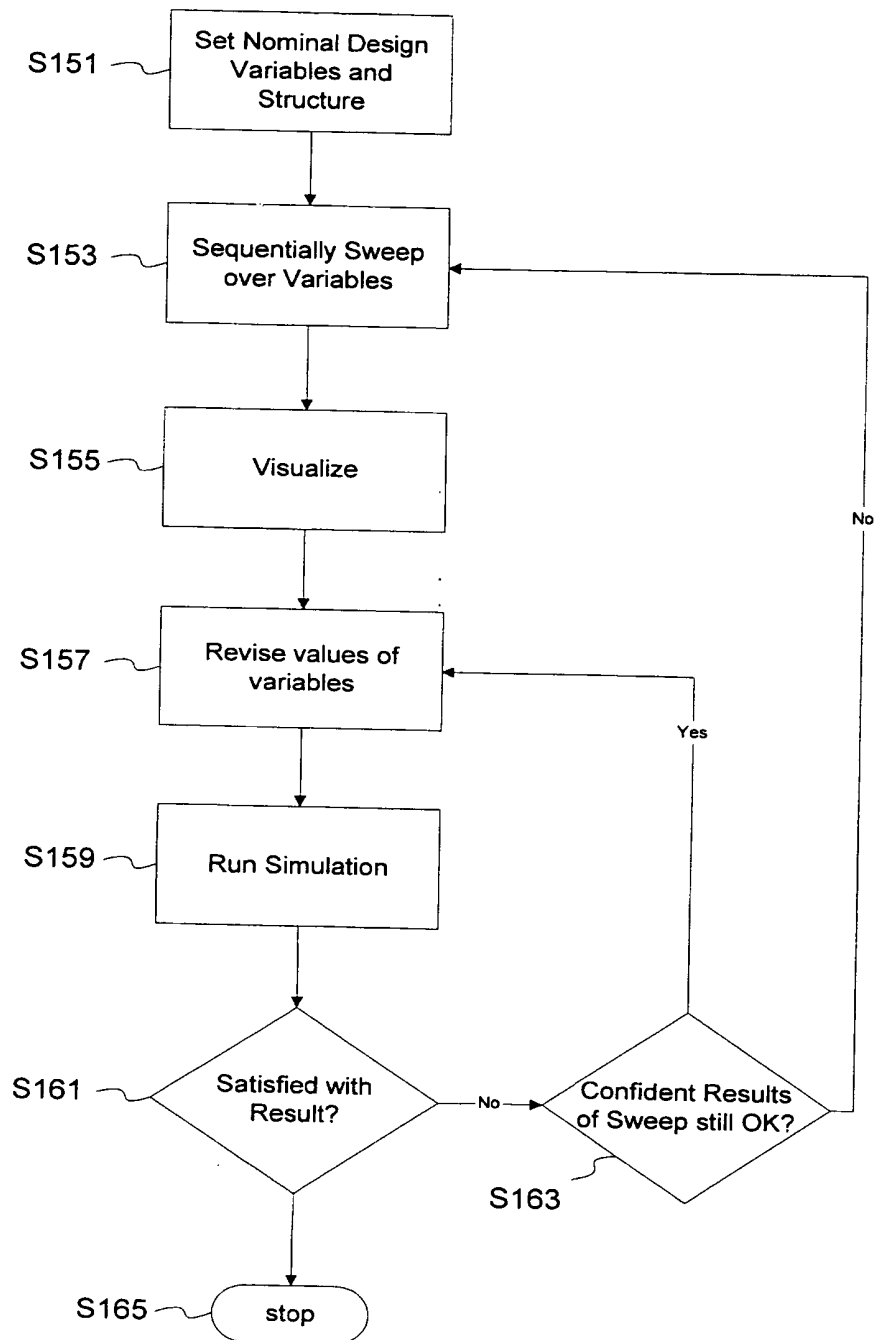 S151
Set Nominal Design
Variables and
Structure
S153
Sequentially Sweep
over Variables
S155
Visualize
No
S157
Revise values of
variables
Yes
S159
Run Simulation
S161
Satisfied with
Result?
No
Confident Results
of Sweep still OK?
S163
S165
stop